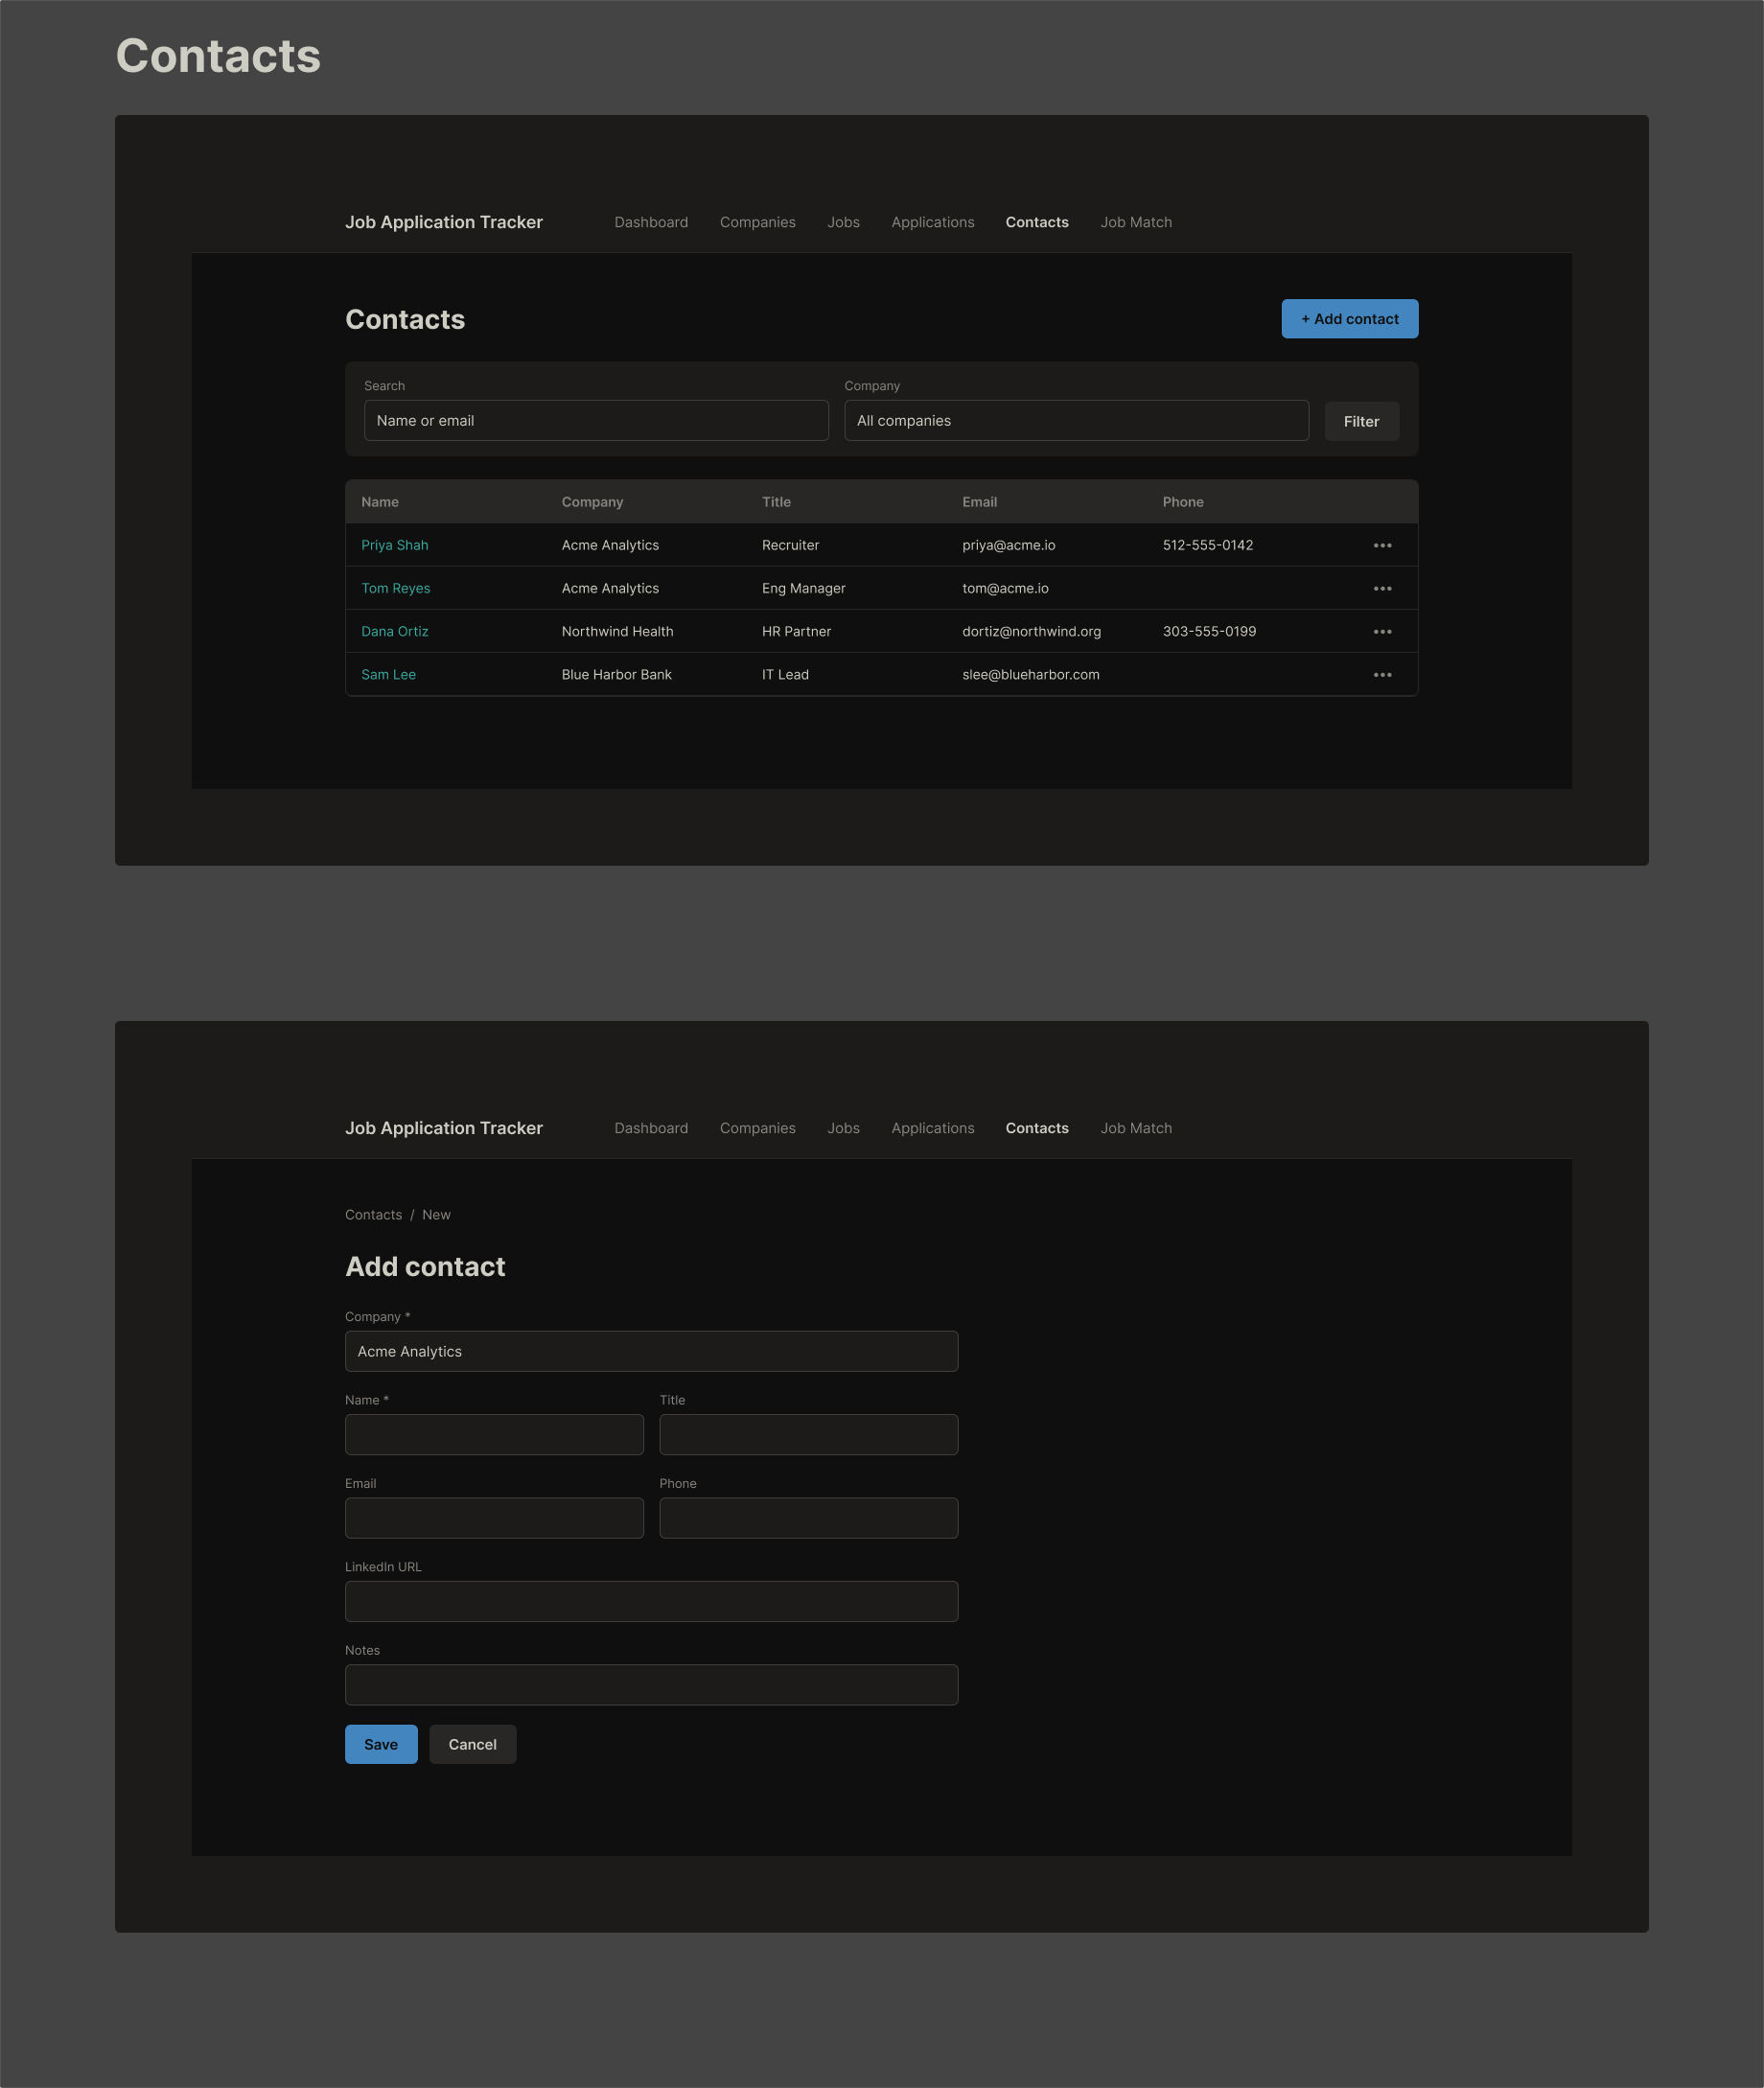 Contacts
Job Application Tracker Dashboard Companies Jobs Applications Contacts Job Match
Contacts + Add contact
Search Company
Name or email All companies Filter
Name Company Title Email Phone
Priya Shah Acme Analytics Recruiter priya@acme.io 512-555-0142 •••
Tom Reyes Acme Analytics Eng Manager tom@acme.io •••
Dana Ortiz Northwind Health HR Partner dortiz@northwind.org 303-555-0199 •••
Sam Lee Blue Harbor Bank IT Lead slee@blueharbor.com •••
Job Application Tracker Dashboard Companies Jobs Applications Contacts Job Match
Contacts / New
Add contact
Company *
Acme Analytics
Name * Title
Email Phone
LinkedIn URL
Notes
Save Cancel